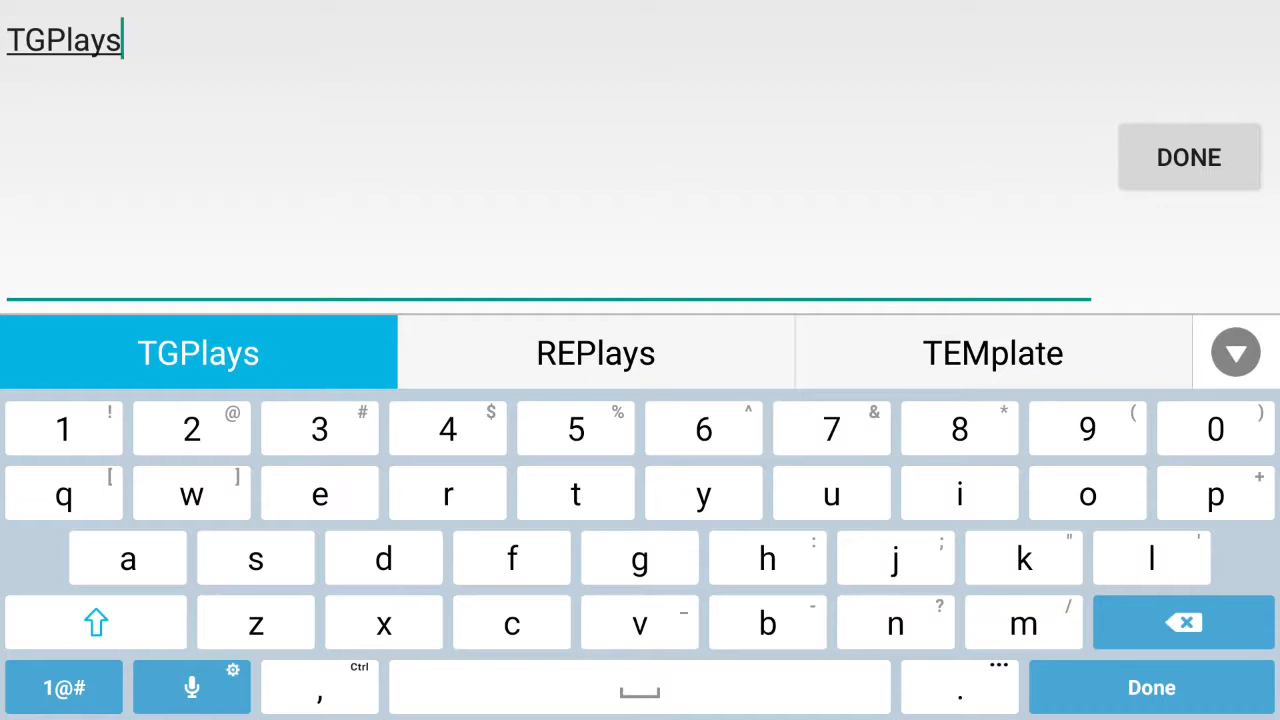 TGPlays
DONE
TGPlays REPlays TEMplate
1 ! 2 @ 3 # 4 $ 5 % 6 ^ 7 & 8 * 9 ( 0 )
q [ w ] e r t y u i o p +
a s d f g h : j ; k " l '
z x c v _ b - n ? m /
1@# , Ctrl . ... Done